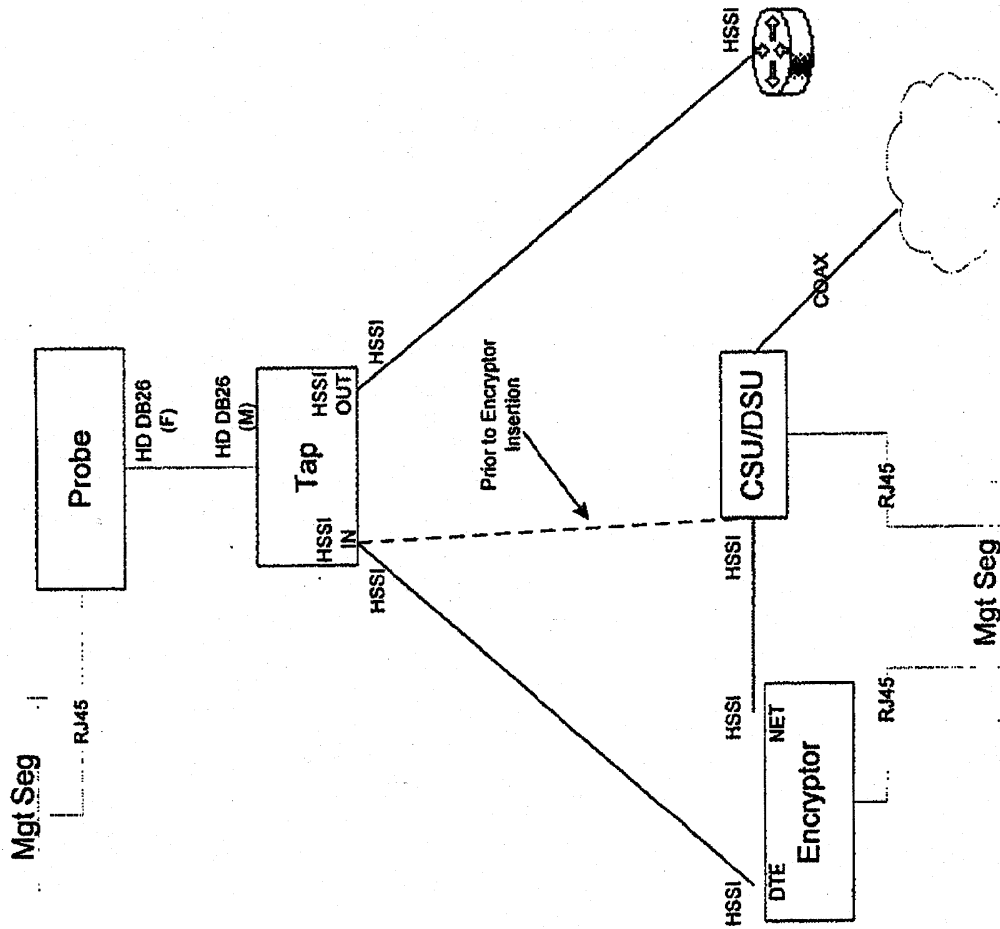 Mgt Seg
RJ45
Probe
HD DB26
(F)
HD DB26
(M)
HSSI
IN
Tap
HSSI
OUT
HSSI
HSSI
HSSI
Prior to Encryptor
Insertion
HSSI
DTE
HSSI
NET
Encryptor
RJ45
HSSI
CSU/DSU
RJ45
COAX
Mgt Seg